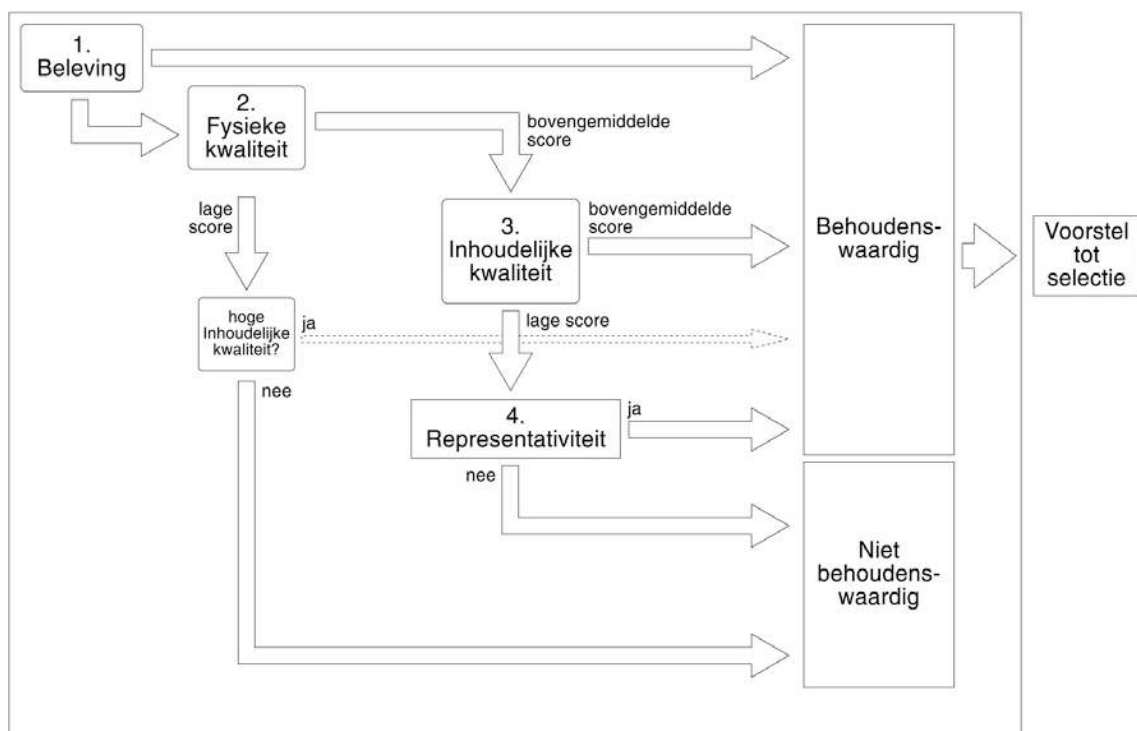 1.
Beleving
2.
Fysieke
kwaliteit
bovengemiddelde
score
lage
score
3.
Inhoudelijke
kwaliteit
bovengemiddelde
score
hoge
Inhoudelijke
kwaliteit?
ja
nee
lage score
4.
Representativiteit
ja
nee
Behoudens-
waardig
Niet
behoudens-
waardig
Voorstel
tot
selectie